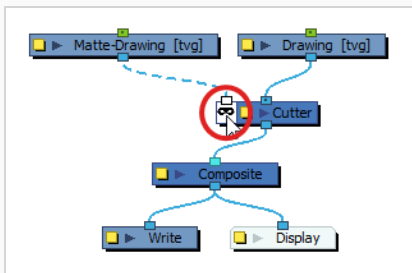 Matte-Drawing [tvg]
Drawing [tvg]
Cutter
Composite
Write
Display